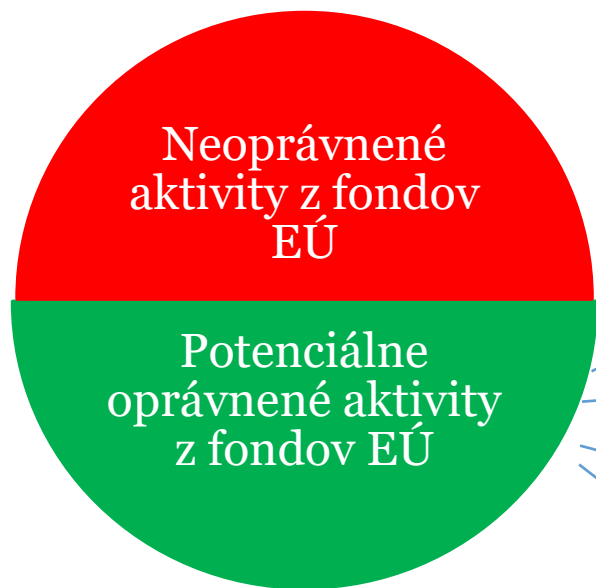 Neoprávnené
aktivity z fondov
EÚ
Potenciálne
oprávnené aktivity
z fondov EÚ